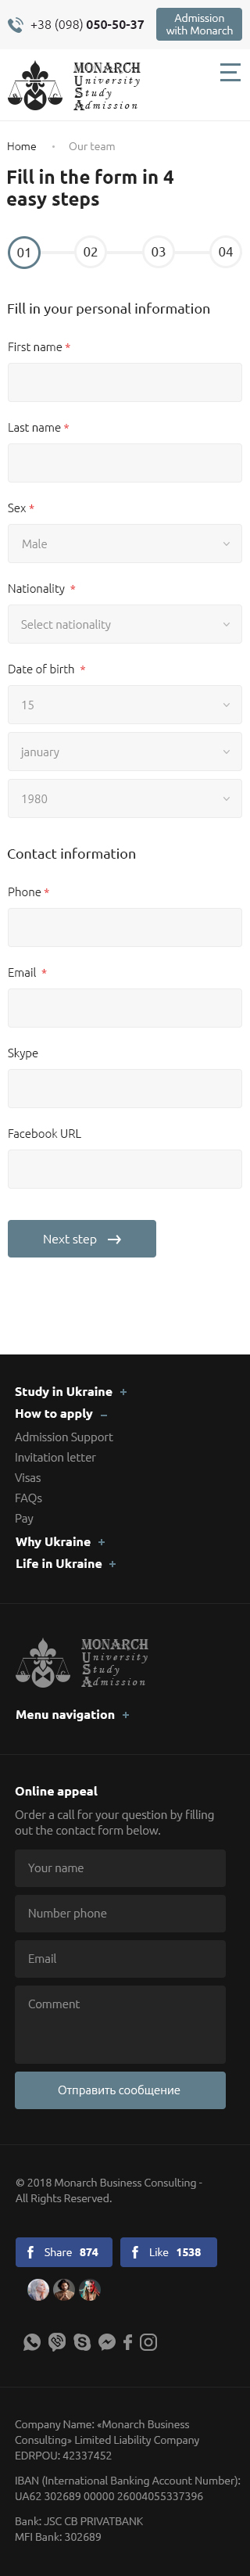 +38 (098) 050-50-37
Admission
with Monarch
MONARCH
University
Study
Admission
Home • Our team
Fill in the form in 4
easy steps
01 02 03 04
Fill in your personal information
First name *
Last name *
Sex *
Male
Nationality *
Select nationality
Date of birth *
15
january
1980
Contact information
Phone *
Email *
Skype
Facebook URL
Next step →
Study in Ukraine +
How to apply –
Admission Support
Invitation letter
Visas
FAQs
Pay
Why Ukraine +
Life in Ukraine +
MONARCH
University
Study
Admission
Menu navigation +
Online appeal
Order a call for your question by filling
out the contact form below.
Your name
Number phone
Email
Comment
Отправить сообщение
© 2018 Monarch Business Consulting -
All Rights Reserved.
Share 874
Like 1538
Company Name: «Monarch Business
Consulting» Limited Liability Company
EDRPOU: 42337452
IBAN (International Banking Account Number):
UA62 302689 00000 26004055337396
Bank: JSC CB PRIVATBANK
MFI Bank: 302689